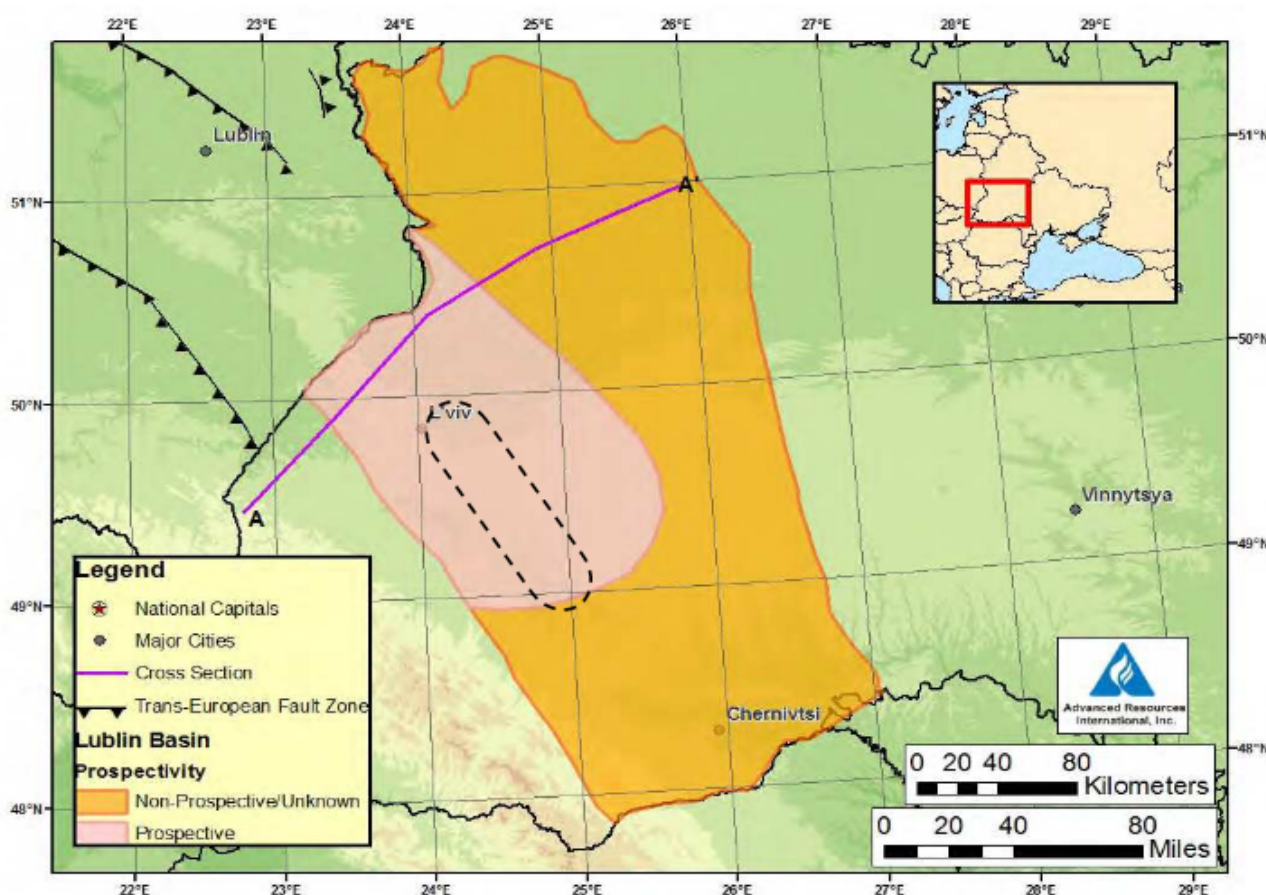 22°E 23°E 24°E 25°E 26°E 27°E 28°E 29°E
Lublin
51°N
51°N
A'
50°N
50°N
L'viv
Vinnytsya
A
49°N
49°N
Legend
National Capitals
Major Cities
Cross Section
Trans-European Fault Zone
Lublin Basin
Prospectivity
Non-Prospective/Unknown
Prospective
Advanced Resources
International, Inc.
Chernivtsi
48°N
48°N
0 20 40 80
Kilometers
0 20 40 80
Miles
22°E 23°E 24°E 25°E 26°E 27°E 28°E 29°E